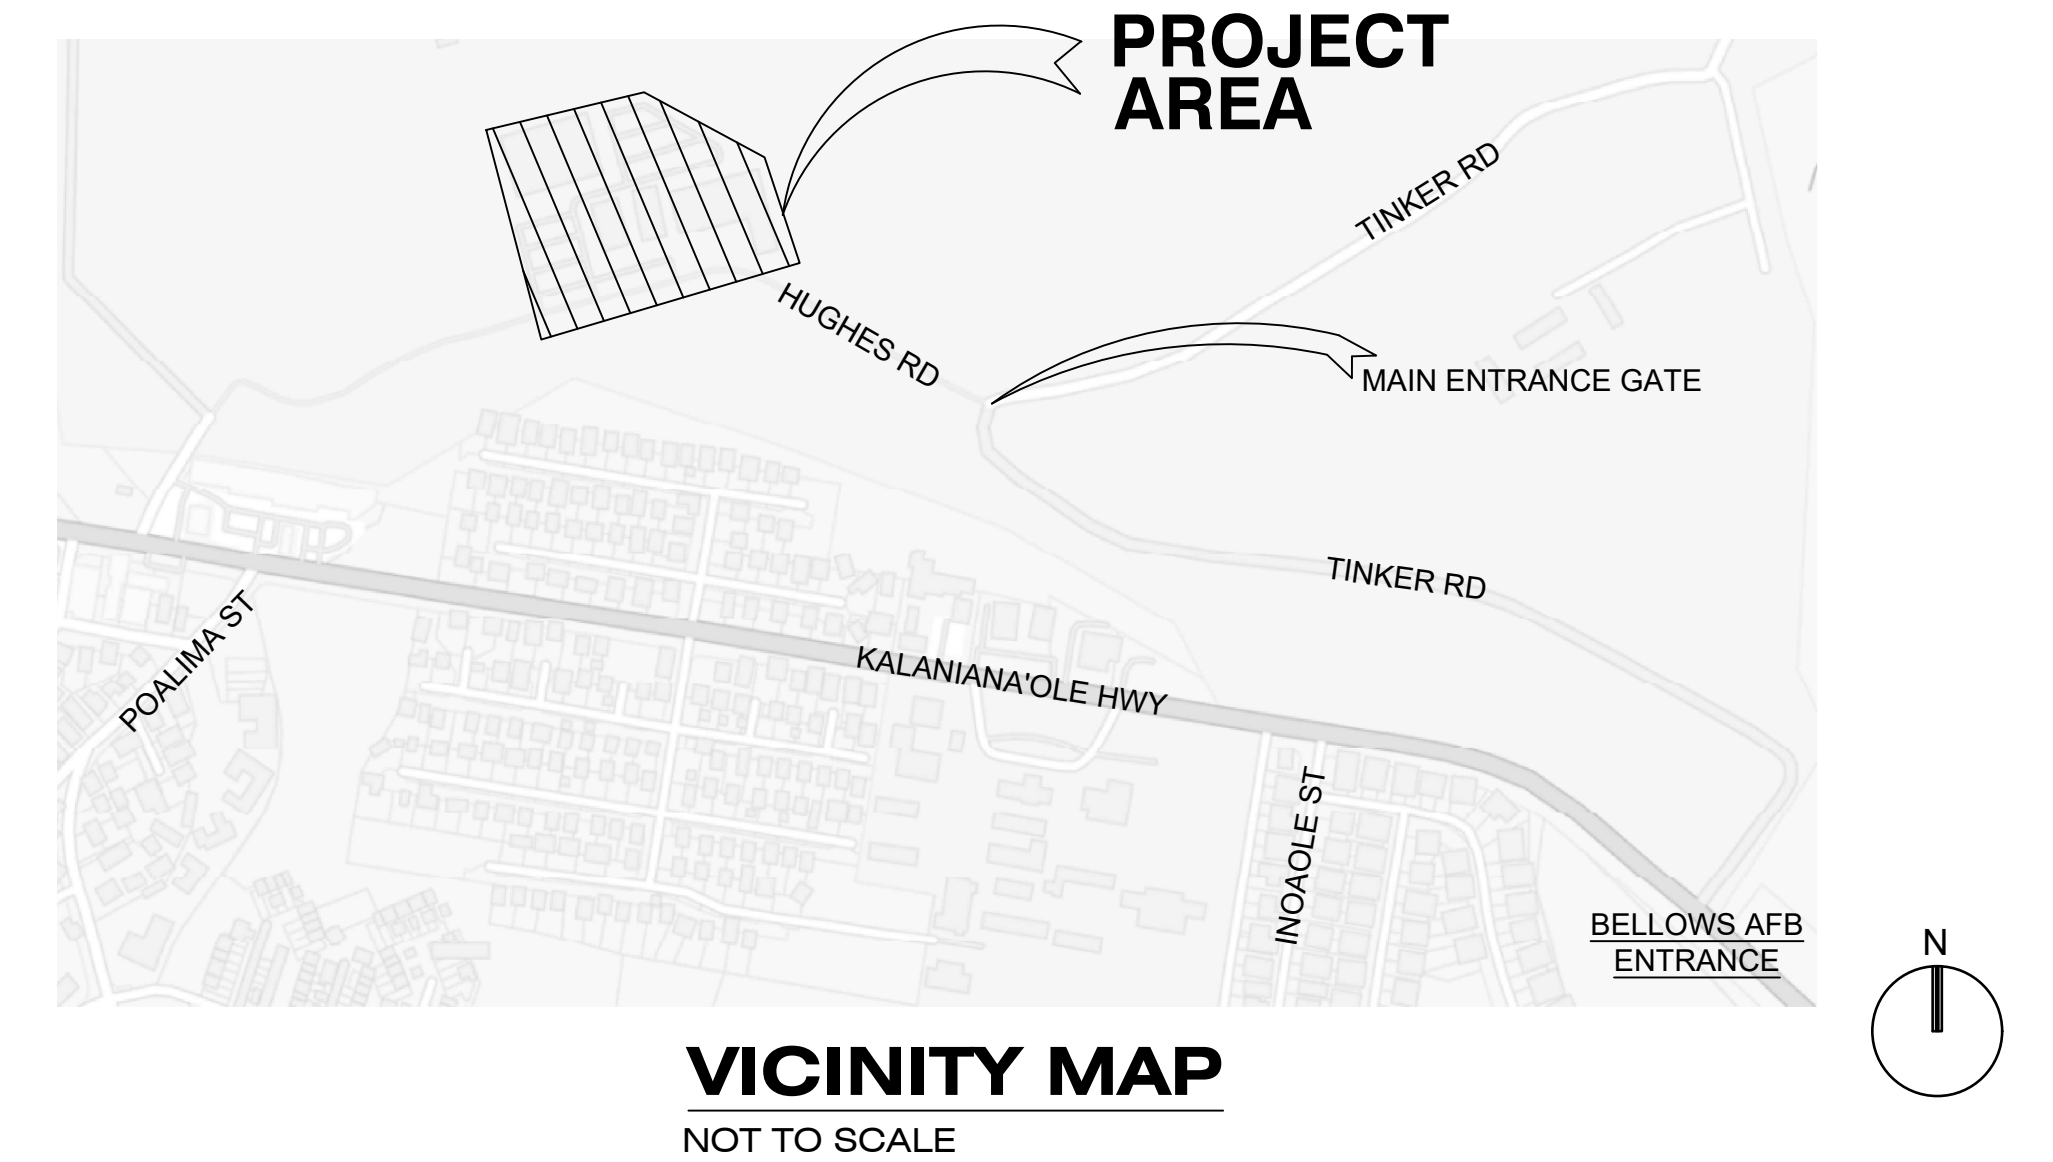 PROJECT
AREA
TINKER RD
HUGHES RD
MAIN ENTRANCE GATE
TINKER RD
POALIMA ST
KALANIANA'OLE HWY
INOAOLE ST
BELLOWS AFB
ENTRANCE
N
VICINITY MAP
NOT TO SCALE